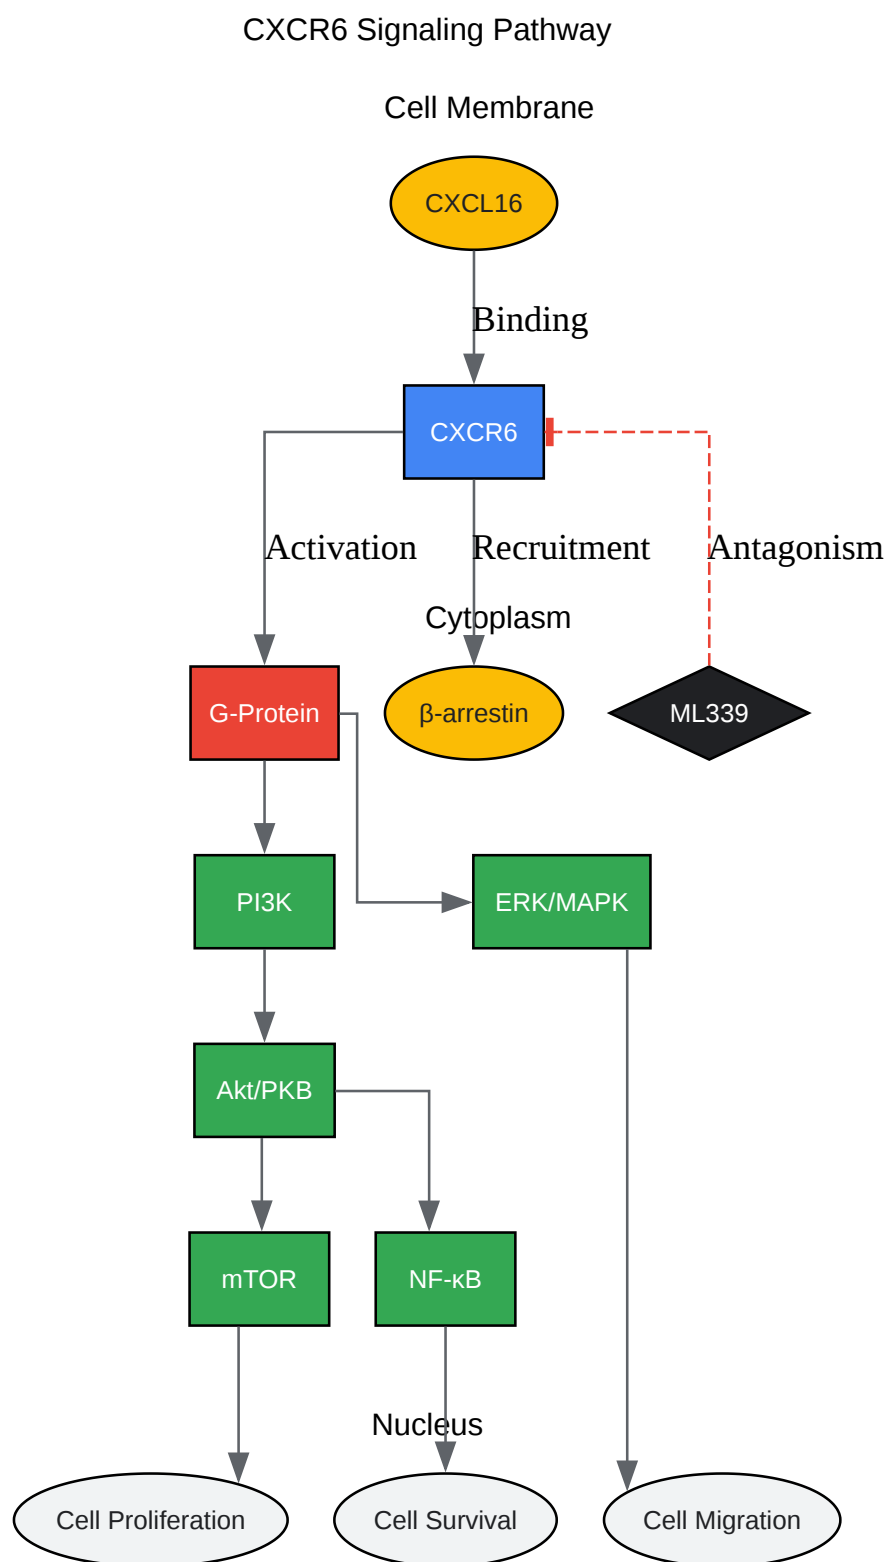 CXCR6 Signaling Pathway
Cell Membrane
CXCL16
Binding
CXCR6
Activation
Recruitment
Antagonism
Cytoplasm
G-Protein
β-arrestin
ML339
PI3K
ERK/MAPK
Akt/PKB
mTOR
NF-κB
Nucleus
Cell Proliferation
Cell Survival
Cell Migration